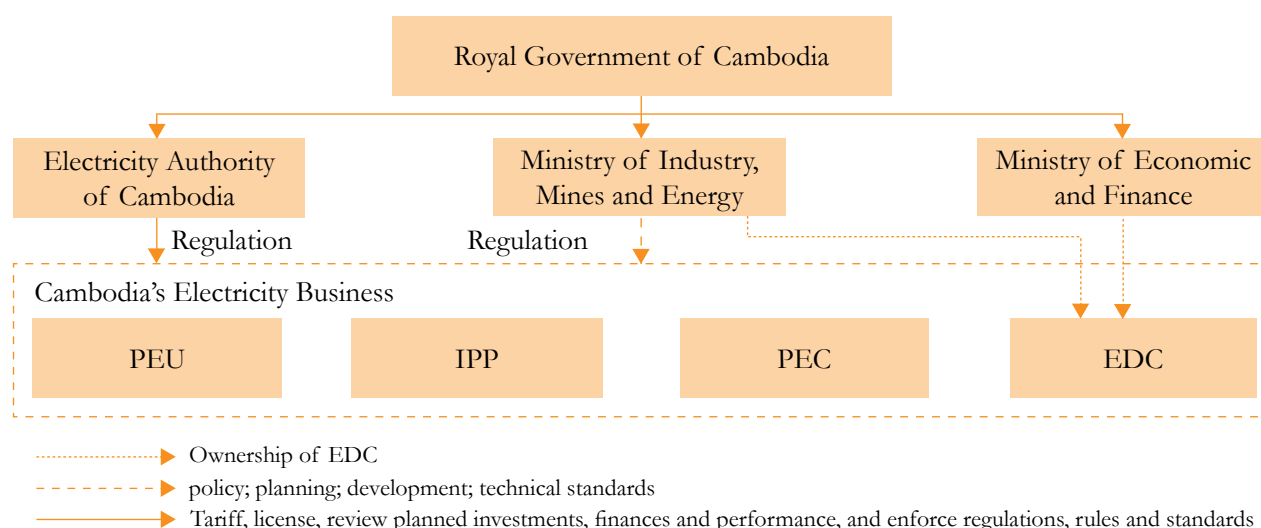 Royal Government of Cambodia
Electricity Authority
of Cambodia
Ministry of Industry,
Mines and Energy
Ministry of Economic
and Finance
Regulation
Regulation
Cambodia’s Electricity Business
PEU
IPP
PEC
EDC
Ownership of EDC
policy; planning; development; technical standards
Tariff, license, review planned investments, finances and performance, and enforce regulations, rules and standards